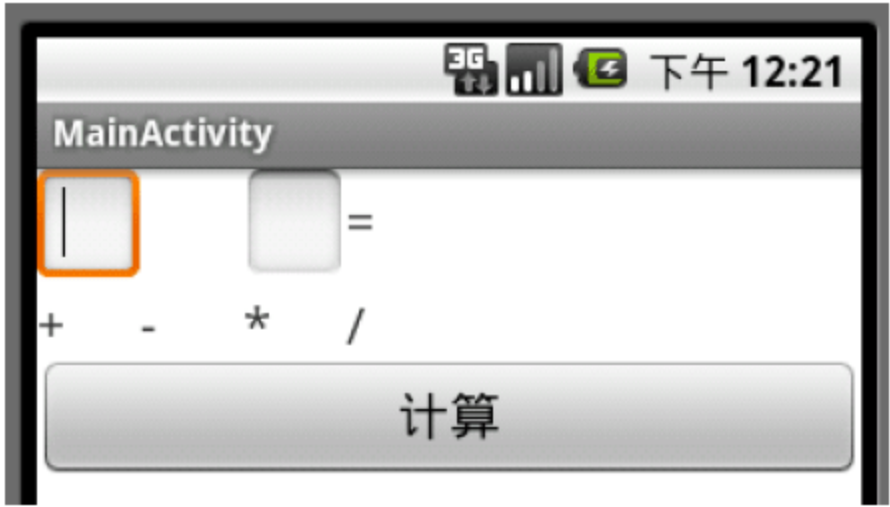 3G 下午 12:21
MainActivity
=
+ - * /
计算